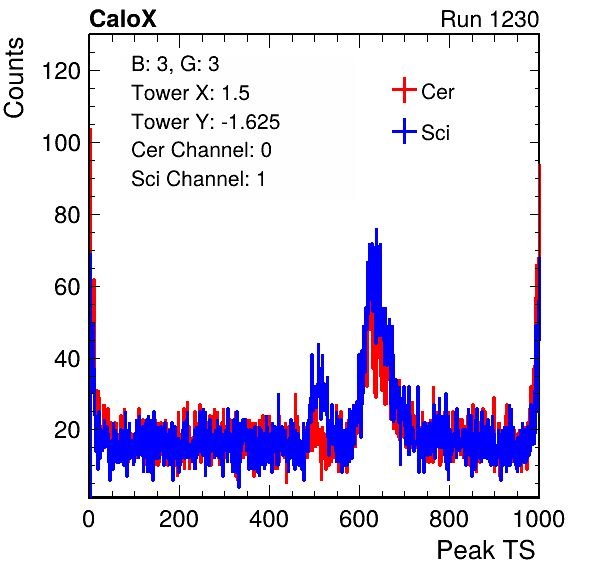 CaloX Run 1230
Counts
B: 3, G: 3
Tower X: 1.5
Tower Y: -1.625
Cer Channel: 0
Sci Channel: 1
Cer
Sci
120
100
80
60
40
20
0 200 400 600 800 1000
Peak TS